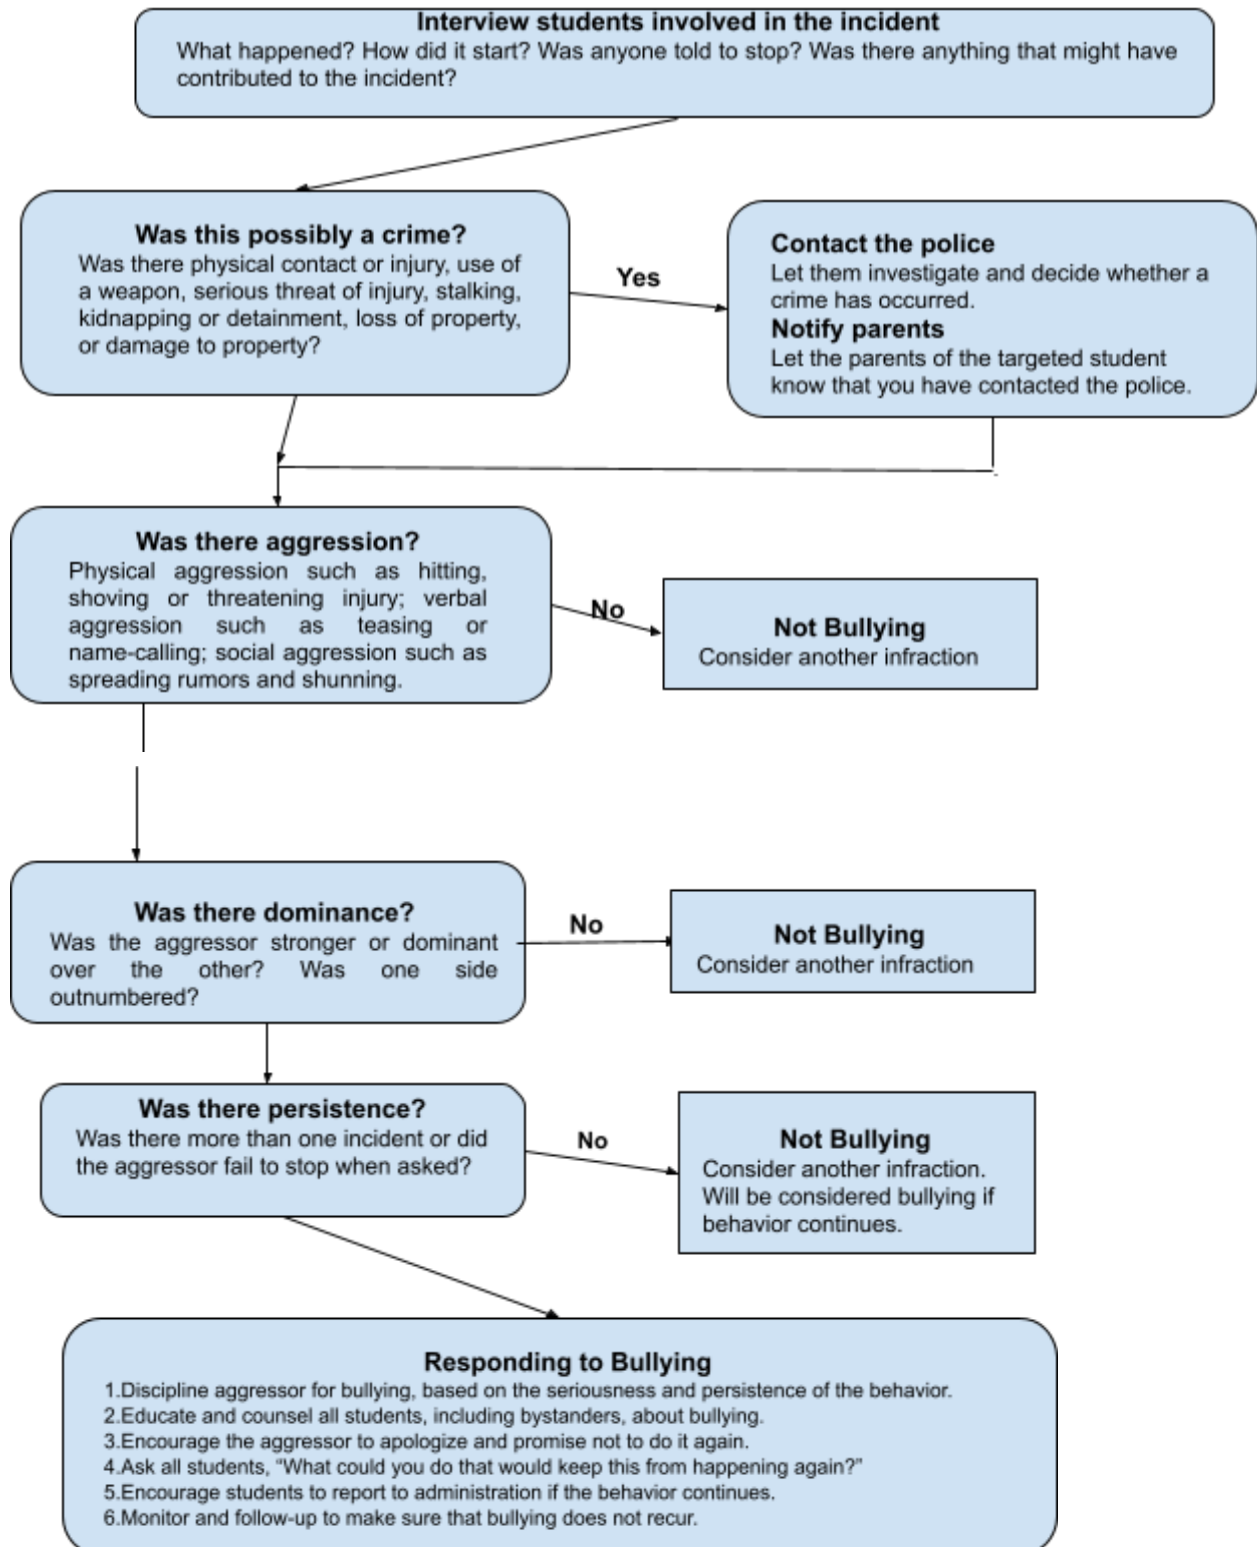 Interview students involved in the incident
What happened? How did it start? Was anyone told to stop? Was there anything that might have
contributed to the incident?
Was this possibly a crime?
Was there physical contact or injury, use of
a weapon, serious threat of injury, stalking,
kidnapping or detainment, loss of property,
or damage to property?
Yes
Contact the police
Let them investigate and decide whether a
crime has occurred.
Notify parents
Let the parents of the targeted student
know that you have contacted the police.
Was there aggression?
Physical aggression such as hitting,
shoving or threatening injury; verbal
aggression such as teasing or
name-calling; social aggression such as
spreading rumors and shunning.
No
Not Bullying
Consider another infraction
Was there dominance?
Was the aggressor stronger or dominant
over the other? Was one side
outnumbered?
No
Not Bullying
Consider another infraction
Was there persistence?
Was there more than one incident or did
the aggressor fail to stop when asked?
No
Not Bullying
Consider another infraction.
Will be considered bullying if
behavior continues.
Responding to Bullying
1.Discipline aggressor for bullying, based on the seriousness and persistence of the behavior.
2.Educate and counsel all students, including bystanders, about bullying.
3.Encourage the aggressor to apologize and promise not to do it again.
4.Ask all students, “What could you do that would keep this from happening again?”
5.Encourage students to report to administration if the behavior continues.
6.Monitor and follow-up to make sure that bullying does not recur.